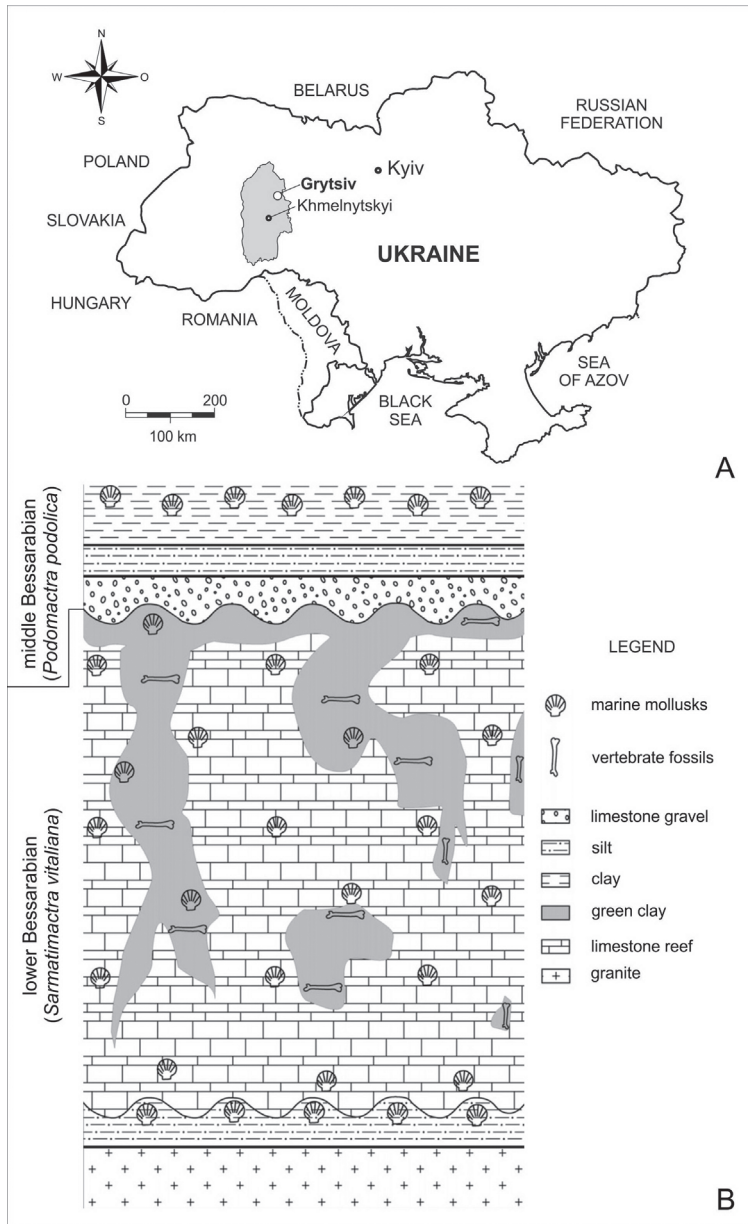 N
W
O
S
BELARUS
RUSSIAN
FEDERATION
POLAND
Kyiv
Grytsiv
SLOVAKIA
Khmelnytskyi
UKRAINE
HUNGARY
ROMANIA
MOLDOVA
SEA
OF AZOV
BLACK
SEA
0
200
100 km
A
middle Bessarabian
(Podomactra podolica)
lower Bessarabian
(Sarmatimactra vitaliana)
LEGEND
marine mollusks
vertebrate fossils
limestone gravel
silt
clay
green clay
limestone reef
granite
B